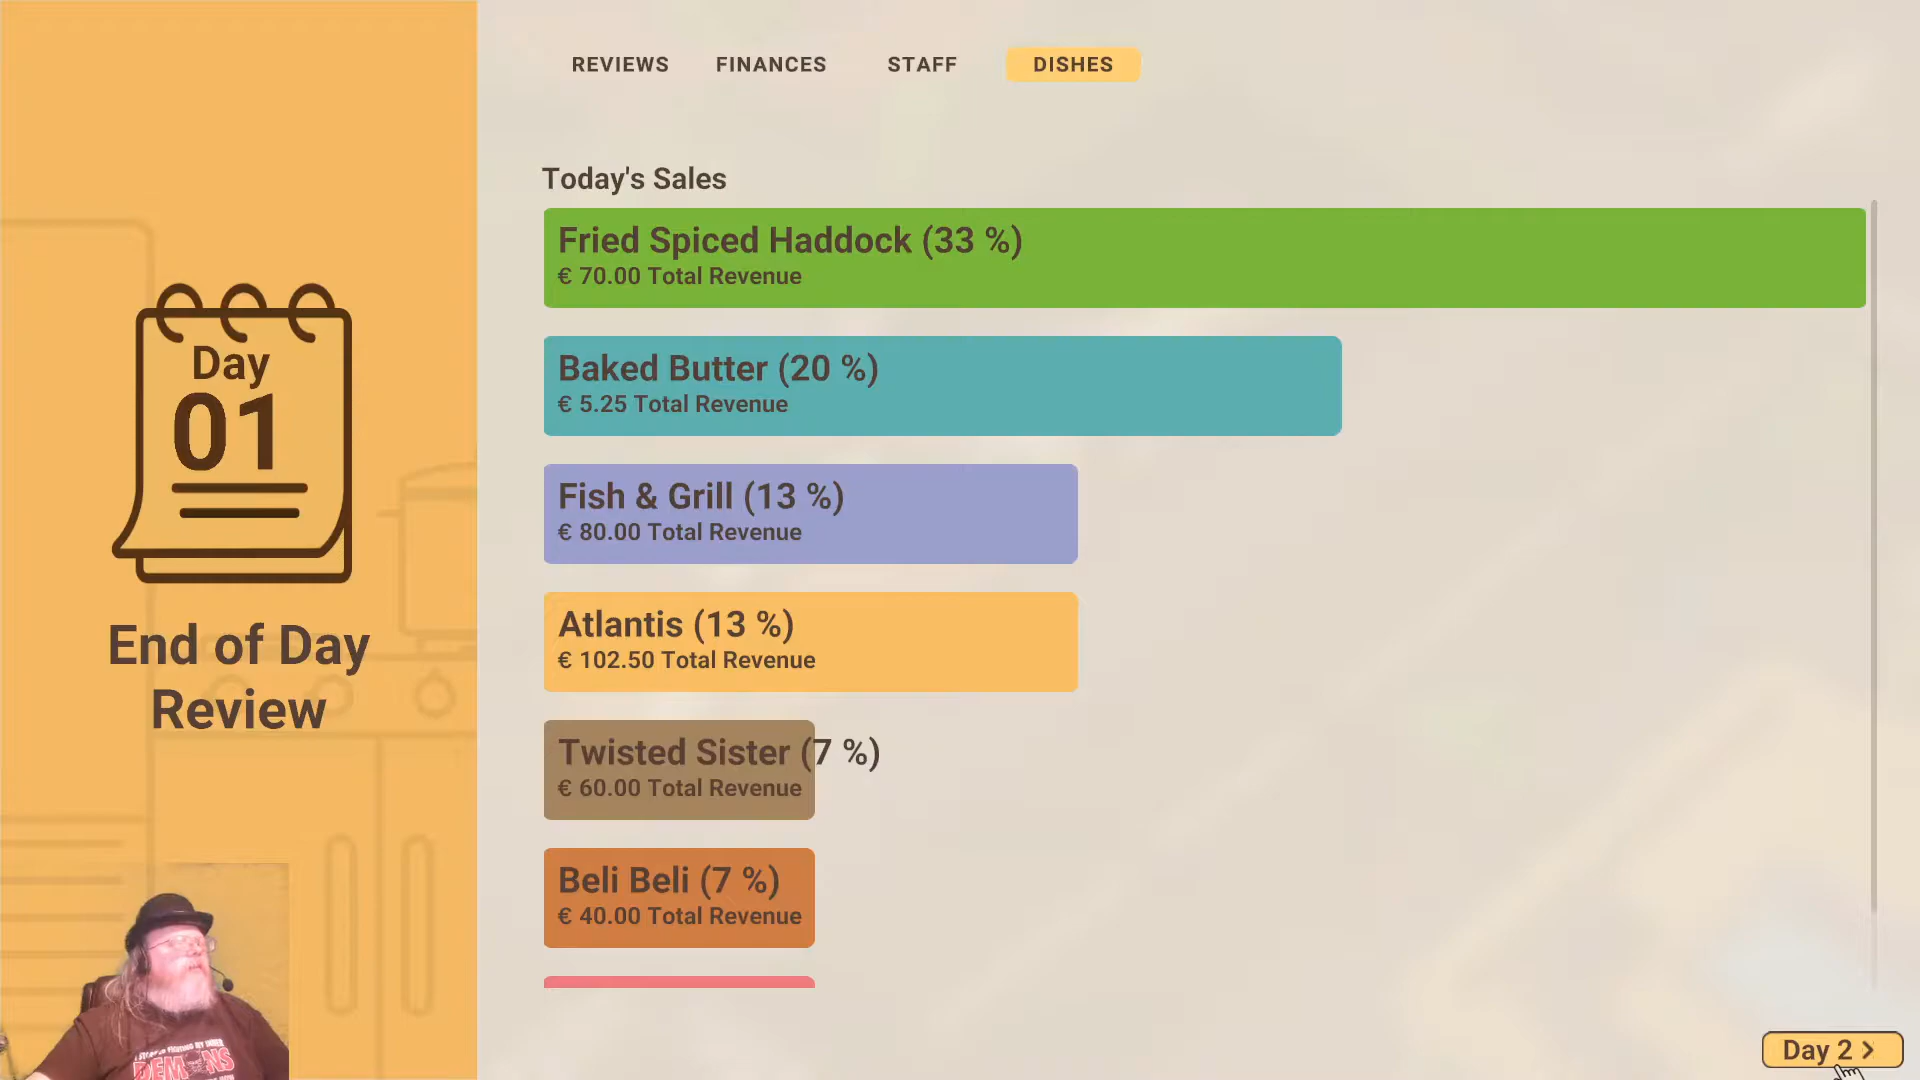 REVIEWS FINANCES STAFF DISHES
Today's Sales
Fried Spiced Haddock (33 %)
€ 70.00 Total Revenue
Baked Butter (20 %)
€ 5.25 Total Revenue
Fish & Grill (13 %)
€ 80.00 Total Revenue
Atlantis (13 %)
€ 102.50 Total Revenue
Twisted Sister (7 %)
€ 60.00 Total Revenue
Beli Beli (7 %)
€ 40.00 Total Revenue
Day
01
End of Day
Review
DEMONS
Day 2 >